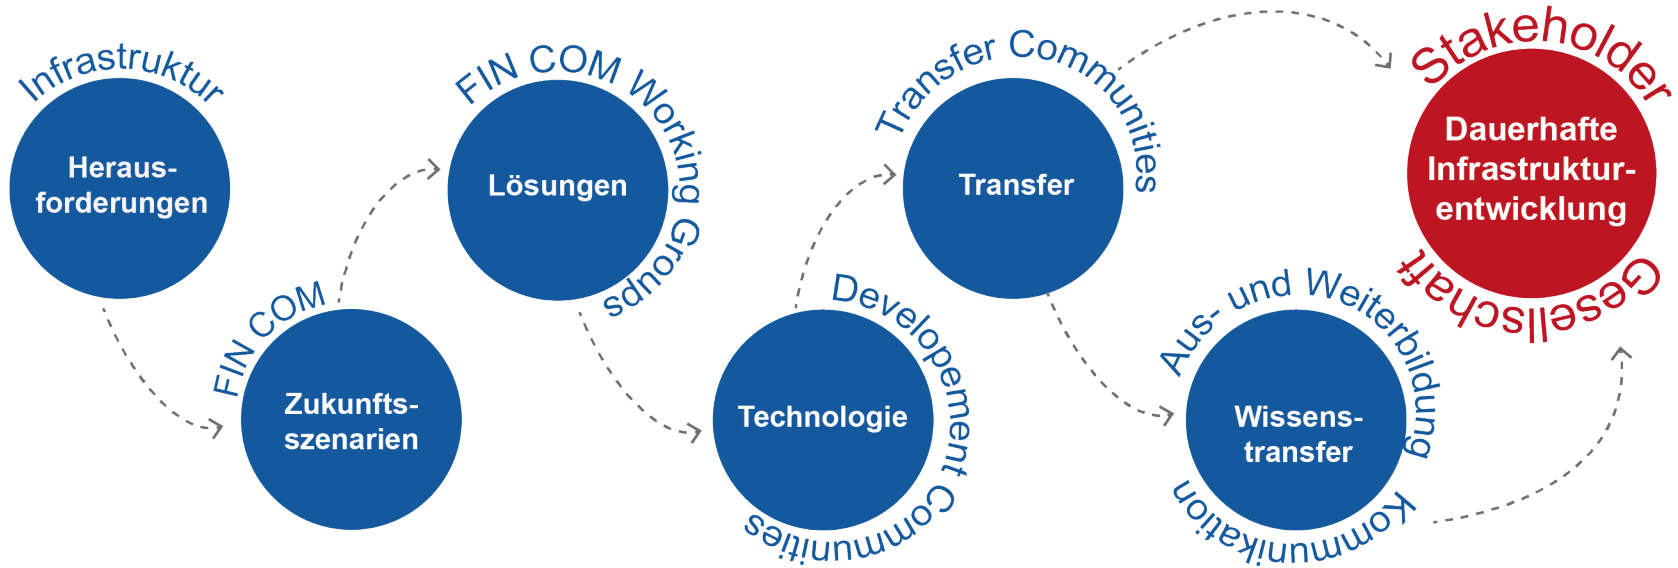 Infrastruktur
Heraus-
forderungen
FIN COM
Zukunfts-
szenarien
FIN COM Working Groups
Lösungen
Developement Communities
Technologie
Transfer Communities
Transfer
Aus- und Weiterbildung
Wissens-
transfer
Kommunikation
Stakeholder
Dauerhafte
Infrastruktur-
entwicklung
Gesellschaft